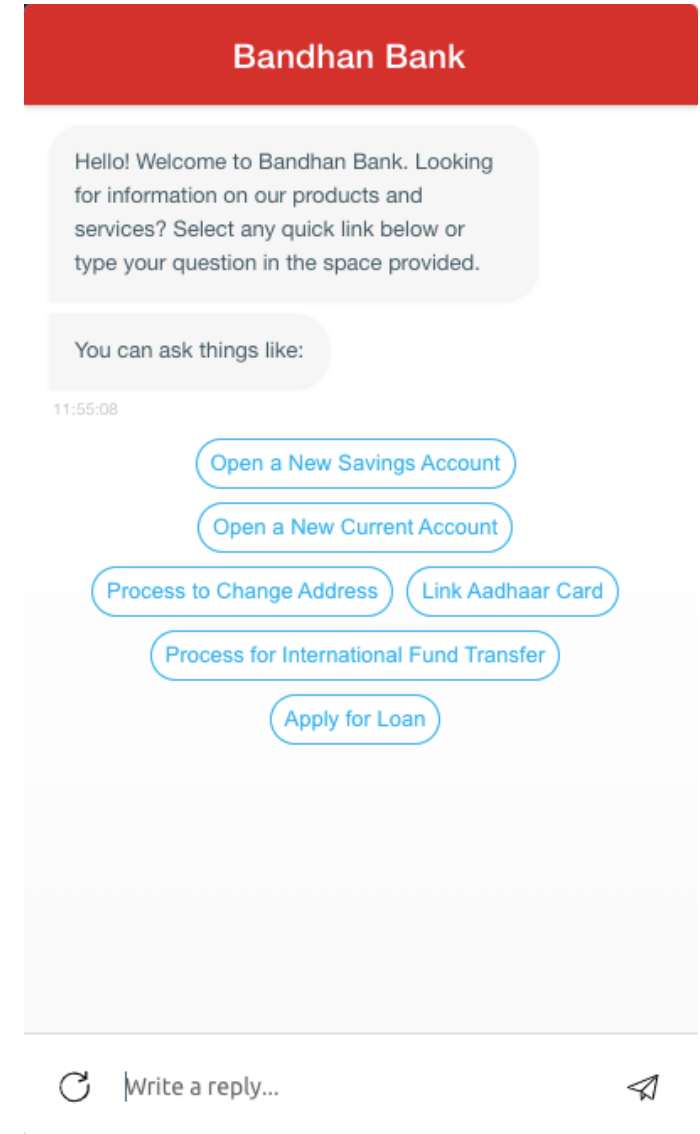 Bandhan Bank
Hello! Welcome to Bandhan Bank. Looking
for information on our products and
services? Select any quick link below or
type your question in the space provided.
You can ask things like:
11:55:08
Open a New Savings Account
Open a New Current Account
Process to Change Address
Link Aadhaar Card
Process for International Fund Transfer
Apply for Loan
Write a reply...